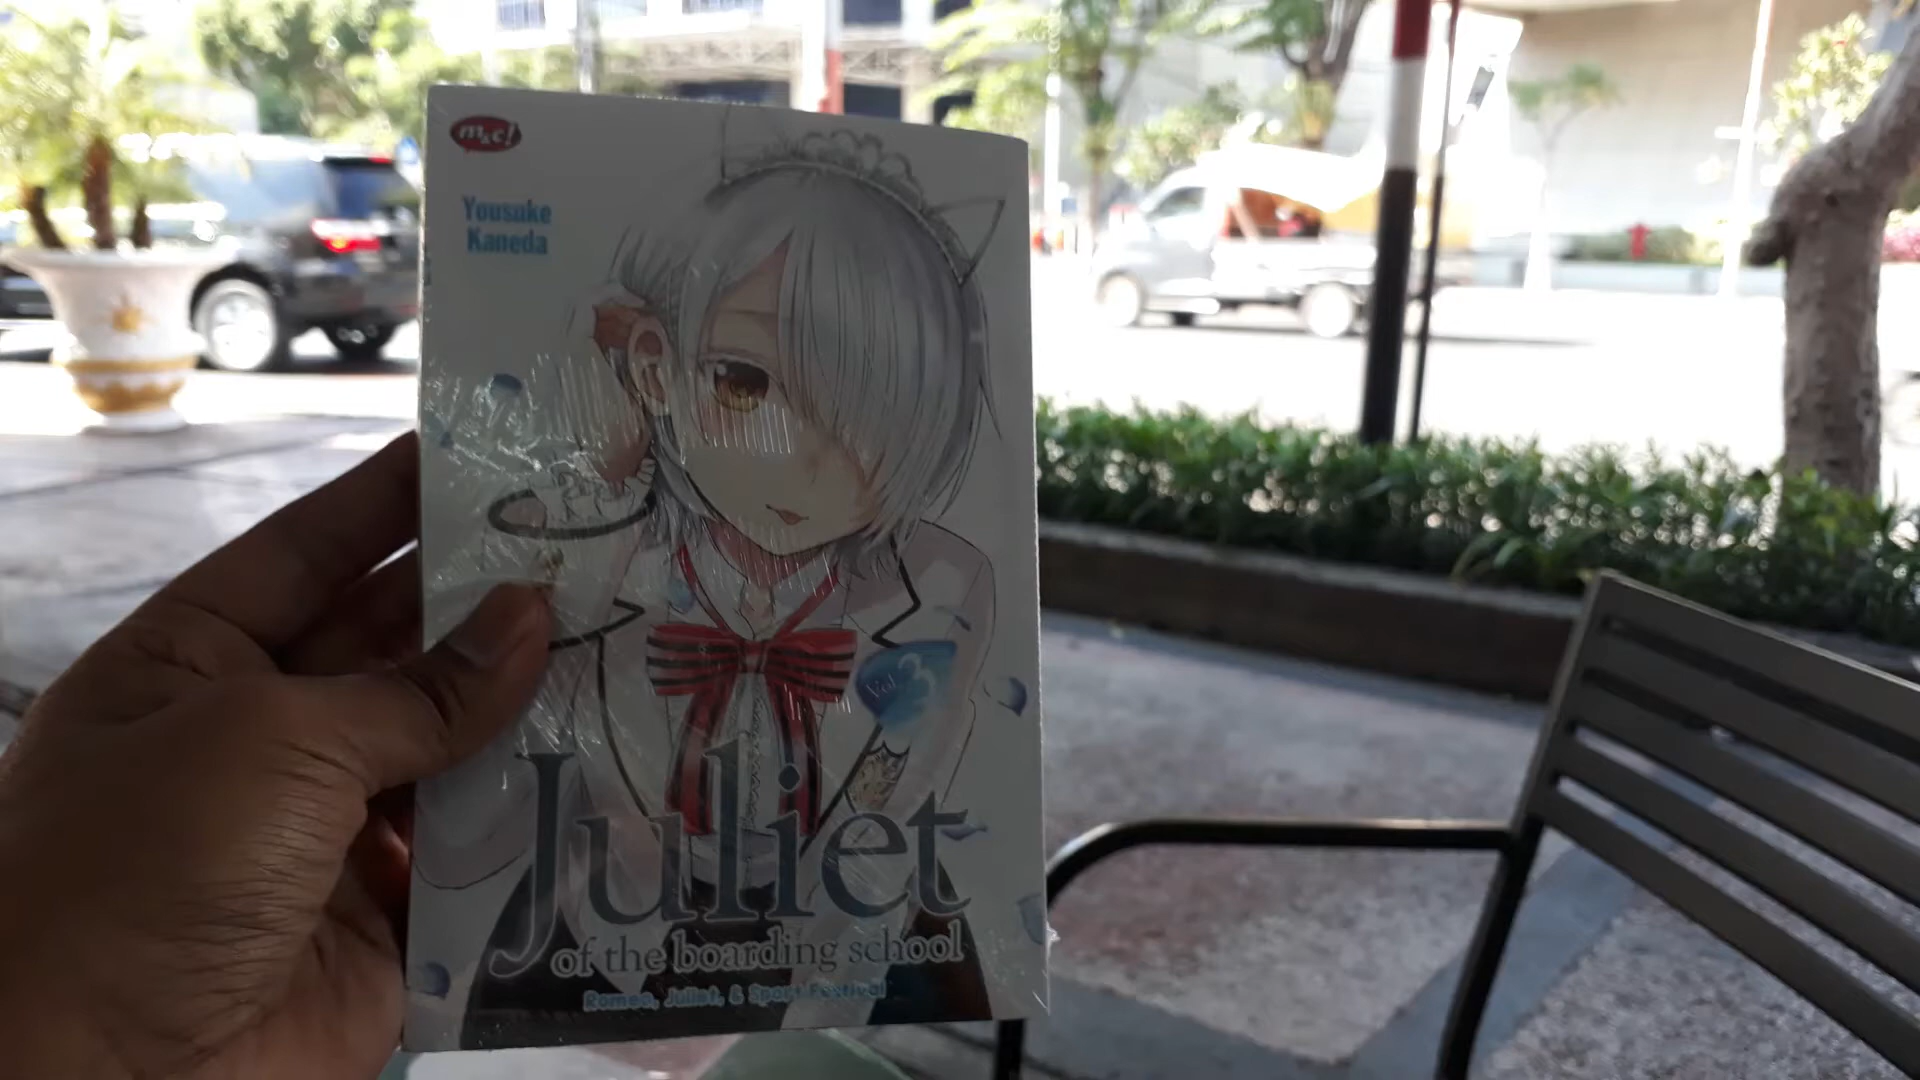 m&c!
Yousuke
Kaneda
Vol 3
Juliet
of the boarding school
Romeo, Juliet, & Sport Festival